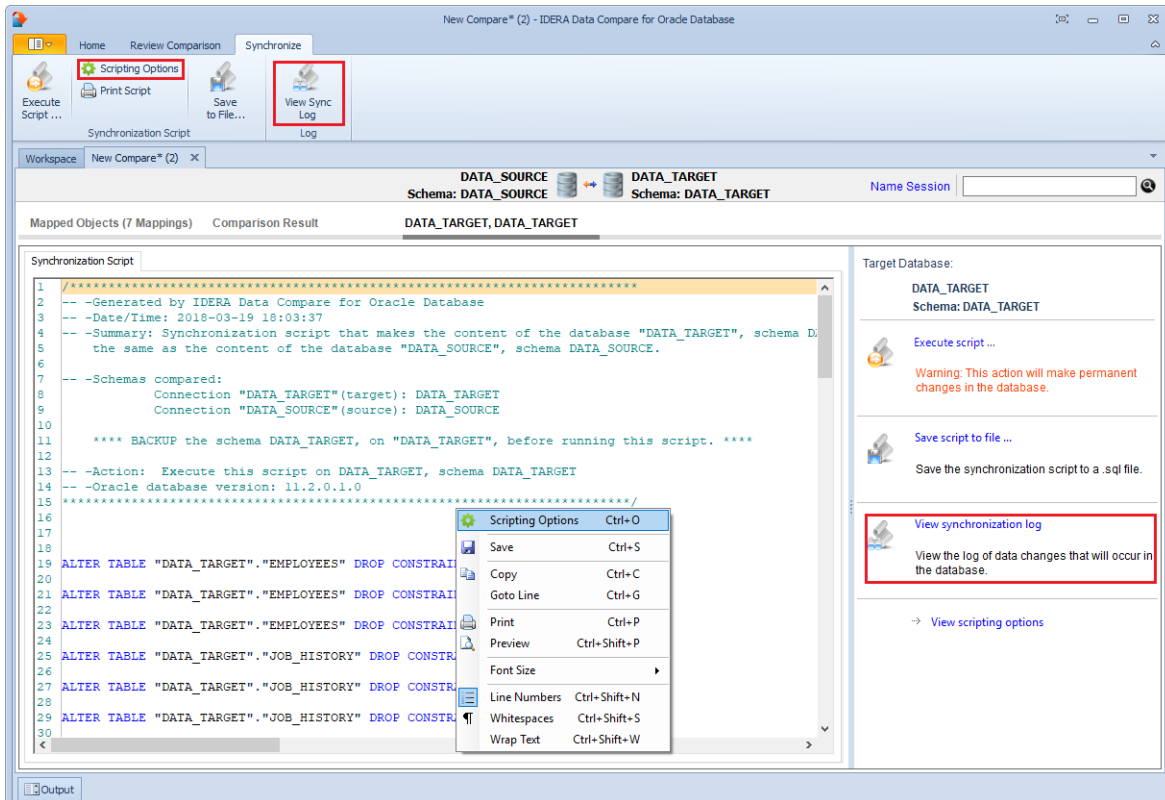 New Compare* (2) - IDERA Data Compare for Oracle Database
Home Review Comparison Synchronize
Execute Script ...
Scripting Options
Print Script
Save to File...
View Sync Log
Synchronization Script
Log
Workspace
New Compare* (2)
DATA_SOURCE
Schema: DATA_SOURCE
DATA_TARGET
Schema: DATA_TARGET
Name Session
Mapped Objects (7 Mappings) Comparison Result DATA_TARGET, DATA_TARGET
Synchronization Script
1 /**************************************************************************
2 -- -Generated by IDERA Data Compare for Oracle Database
3 -- -Date/Time: 2018-03-19 18:03:37
4 -- -Summary: Synchronization script that makes the content of the database "DATA_TARGET", schema
5 the same as the content of the database "DATA_SOURCE", schema DATA_SOURCE.
6
7 -- -Schemas compared:
8 Connection "DATA_TARGET"(target): DATA_TARGET
9 Connection "DATA_SOURCE"(source): DATA_SOURCE
10
11 **** BACKUP the schema DATA_TARGET, on "DATA_TARGET", before running this script. ****
12
13 -- -Action: Execute this script on DATA_TARGET, schema DATA_TARGET
14 -- -Oracle database version: 11.2.0.1.0
15 **************************************************************************/
16
17
18
19 ALTER TABLE "DATA_TARGET"."EMPLOYEES" DROP CONSTRAI
20
21 ALTER TABLE "DATA_TARGET"."EMPLOYEES" DROP CONSTRAI
22
23 ALTER TABLE "DATA_TARGET"."EMPLOYEES" DROP CONSTRAI
24
25 ALTER TABLE "DATA_TARGET"."JOB_HISTORY" DROP CONSTR
26
27 ALTER TABLE "DATA_TARGET"."JOB_HISTORY" DROP CONSTR
28
29 ALTER TABLE "DATA_TARGET"."JOB_HISTORY" DROP CONSTR
30
Scripting Options Ctrl+O
Save Ctrl+S
Copy Ctrl+C
Goto Line Ctrl+G
Print Ctrl+P
Preview Ctrl+Shift+P
Font Size
Line Numbers Ctrl+Shift+N
Whitespaces Ctrl+Shift+S
Wrap Text Ctrl+Shift+W
Target Database:
DATA_TARGET
Schema: DATA_TARGET
Execute script ...
Warning: This action will make permanent
changes in the database.
Save script to file ...
Save the synchronization script to a .sql file.
View synchronization log
View the log of data changes that will occur in
the database.
View scripting options
Output